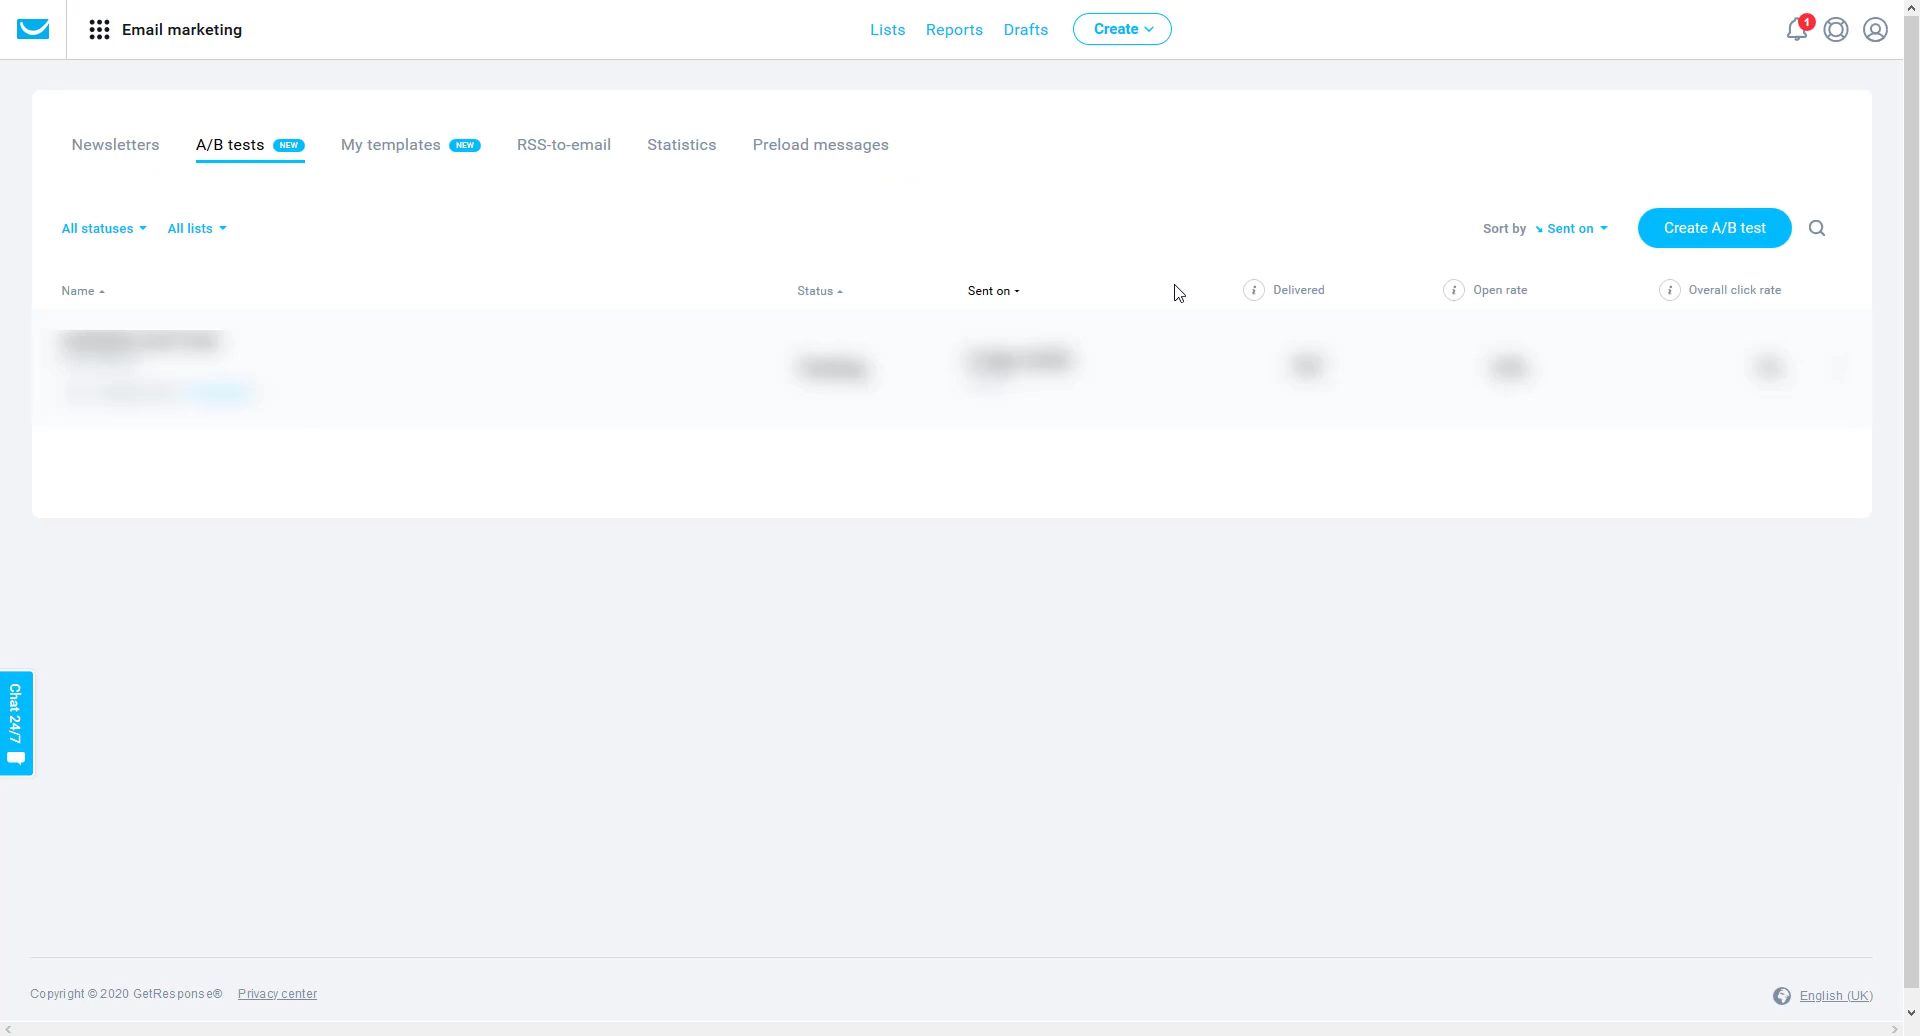 Email marketing
Lists Reports Drafts Create
1
Newsletters A/B tests NEW My templates NEW RSS-to-email Statistics Preload messages
All statuses All lists
Sort by Sent on Create A/B test
Name Status Sent on Delivered Open rate Overall click rate
Chat 24/7
Copyright © 2020 GetResponse® Privacy center
English (UK)